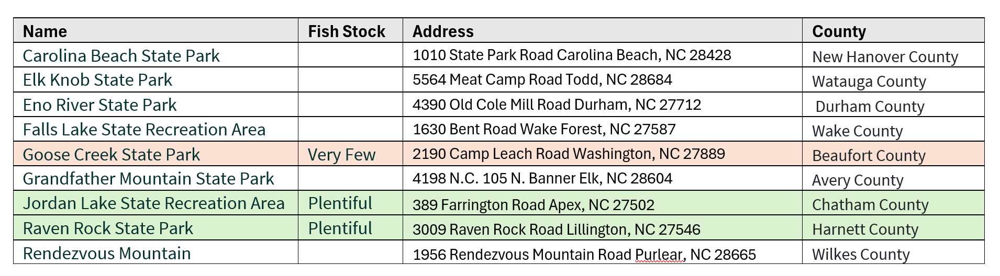 Name Fish Stock Address County
Carolina Beach State Park 1010 State Park Road Carolina Beach, NC 28428 New Hanover County
Elk Knob State Park 5564 Meat Camp Road Todd, NC 28684 Watauga County
Eno River State Park 4390 Old Cole Mill Road Durham, NC 27712 Durham County
Falls Lake State Recreation Area 1630 Bent Road Wake Forest, NC 27587 Wake County
Goose Creek State Park Very Few 2190 Camp Leach Road Washington, NC 27889 Beaufort County
Grandfather Mountain State Park 4198 N.C. 105 N. Banner Elk, NC 28604 Avery County
Jordan Lake State Recreation Area Plentiful 389 Farrington Road Apex, NC 27502 Chatham County
Raven Rock State Park Plentiful 3009 Raven Rock Road Lillington, NC 27546 Harnett County
Rendezvous Mountain 1956 Rendezvous Mountain Road Purlear, NC 28665 Wilkes County